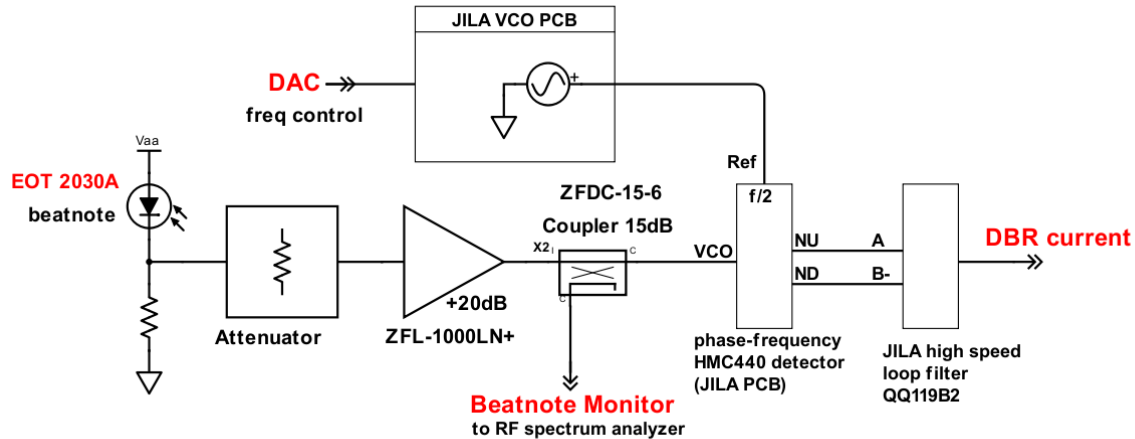 JILA VCO PCB
DAC
freq control
+
Vaa
EOT 2030A
beatnote
Ref
ZFDC-15-6
Coupler 15dB
f/2
X2 I
C
VCO
NU
A
DBR current
ND
B-
C
+20dB
Attenuator
ZFL-1000LN+
phase-frequency
HMC440 detector
(JILA PCB)
JILA high speed
loop filter
QQ119B2
Beatnote Monitor
to RF spectrum analyzer